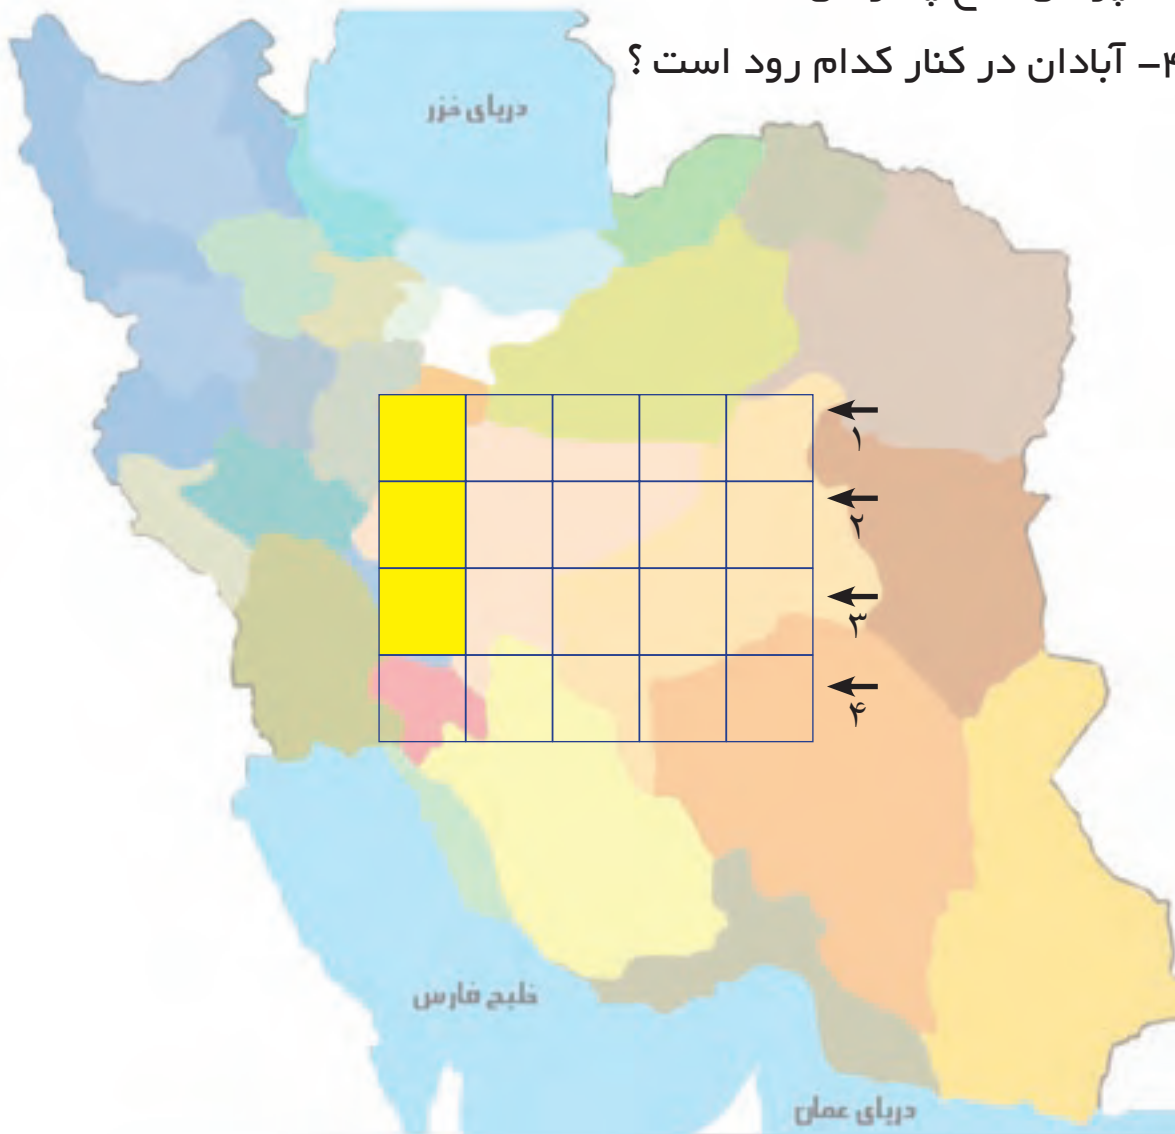 ۴– آبادان در کنار کدام رود است ؟
دریای خزر
۱
۲
۳
۴
خلیج فارس
دریای عمان